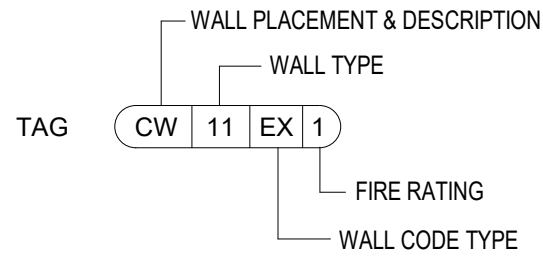 WALL PLACEMENT & DESCRIPTION
WALL TYPE
TAG CW 11 EX 1
FIRE RATING
WALL CODE TYPE